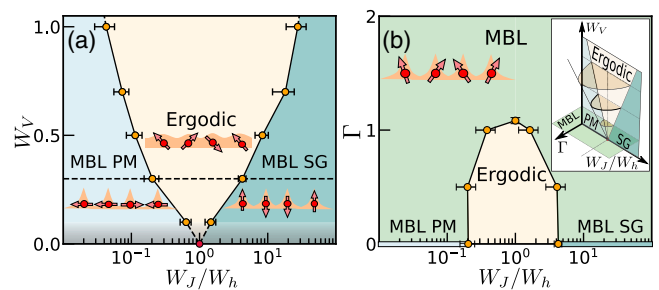 (a)
1.0
0.5
0.0
W_V
Ergodic
MBL PM
MBL SG
10^{-1}
10^{0}
10^{1}
W_J/W_h
(b)
2
1
0
Γ
MBL
Ergodic
MBL PM
MBL SG
10^{-1}
10^{0}
10^{1}
W_J/W_h
W_V
Ergodic
MBL
PM
SG
Γ
W_J/W_h